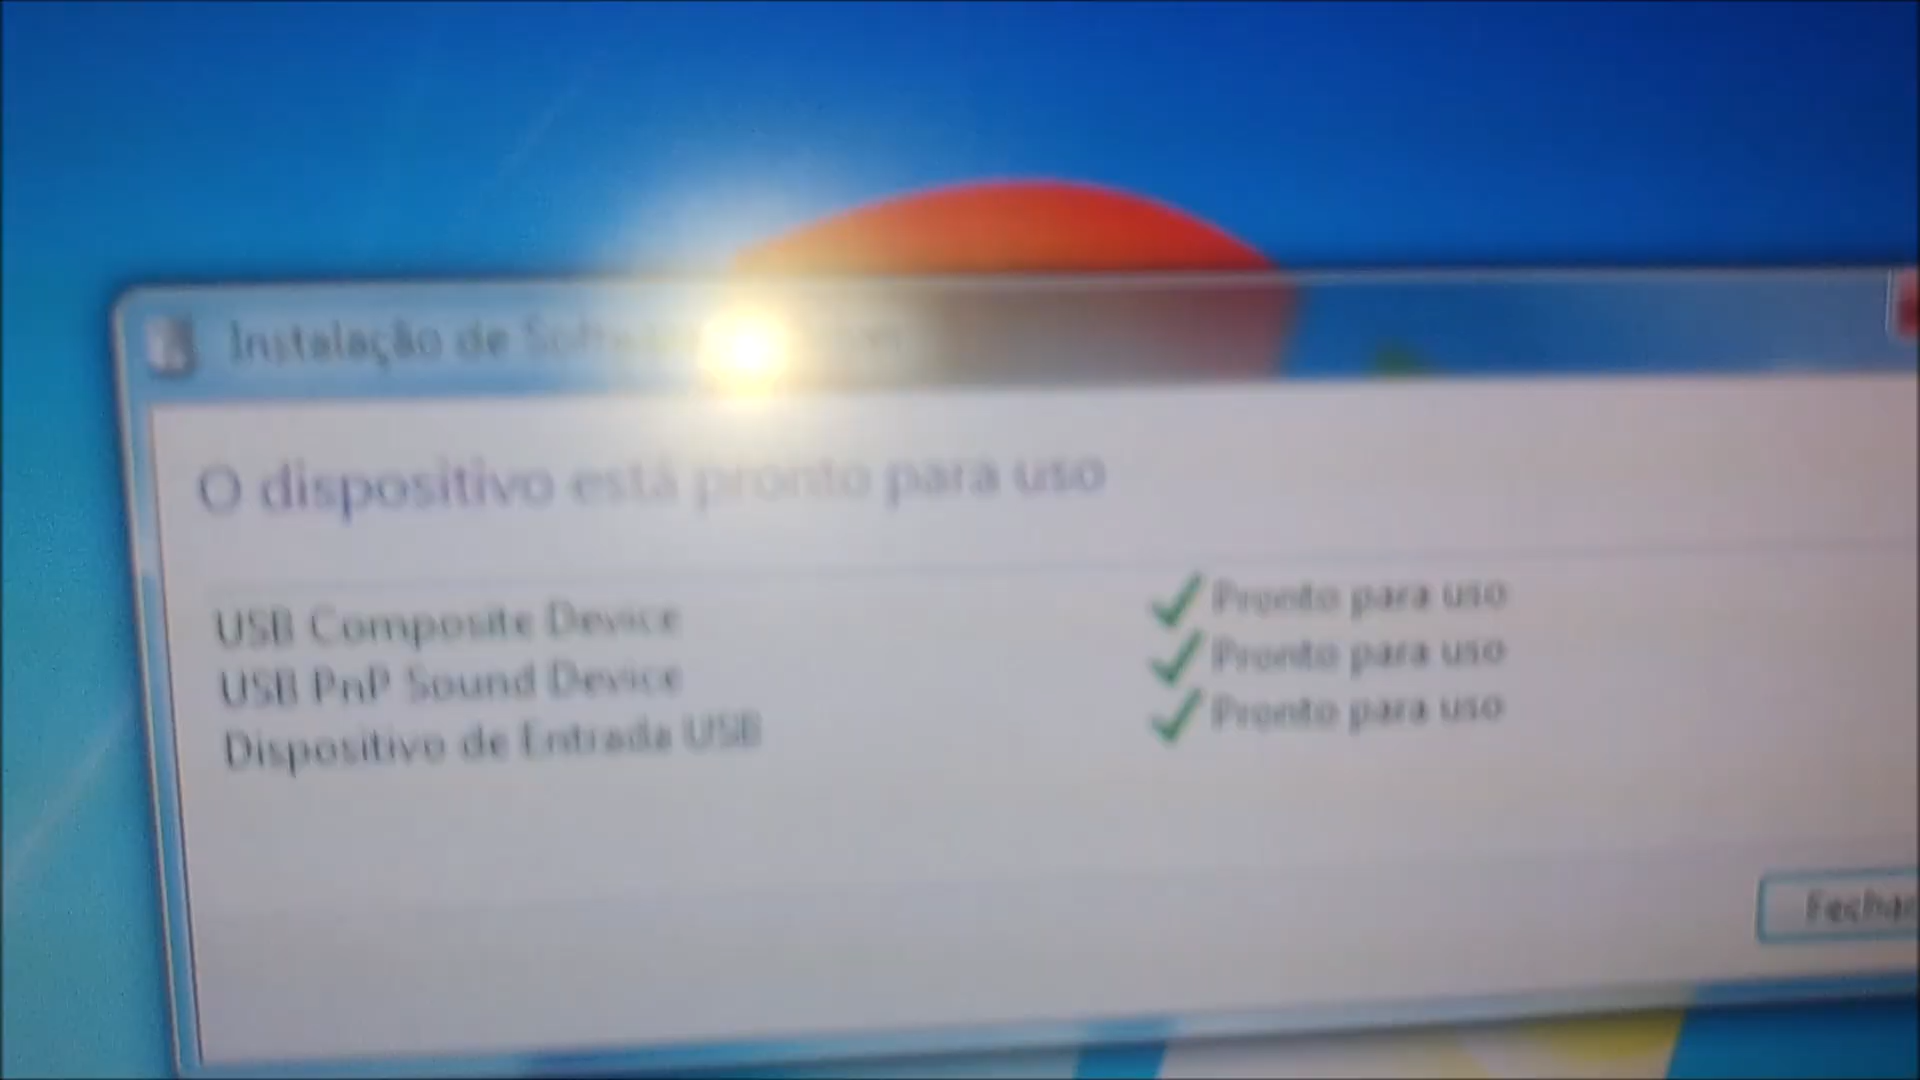 Instalação de
O dispositivo está pronto para uso
USB Composite Device Pronto para uso
USB PnP Sound Device Pronto para uso
Dispositivo de Entrada USB Pronto para uso
Fechar